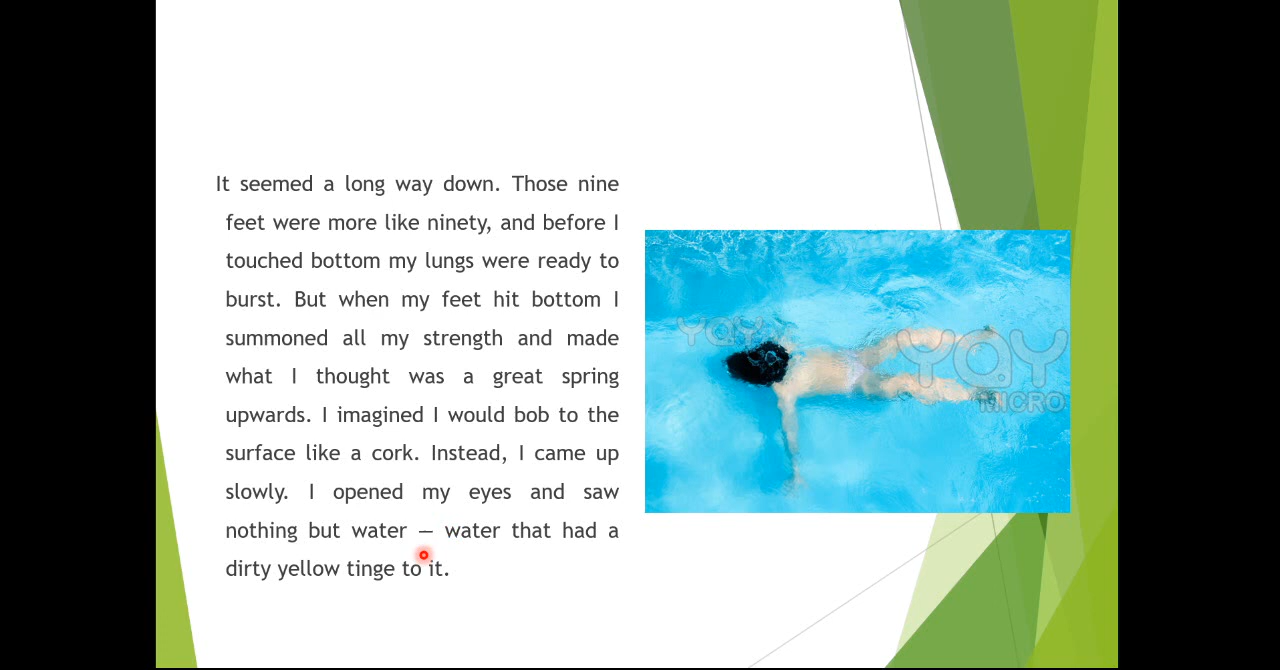 It seemed a long way down. Those nine
feet were more like ninety, and before I
touched bottom my lungs were ready to
burst. But when my feet hit bottom I
summoned all my strength and made
what I thought was a great spring
upwards. I imagined I would bob to the
surface like a cork. Instead, I came up
slowly. I opened my eyes and saw
nothing but water — water that had a
dirty yellow tinge to it.
YAY
YAY
MICRO